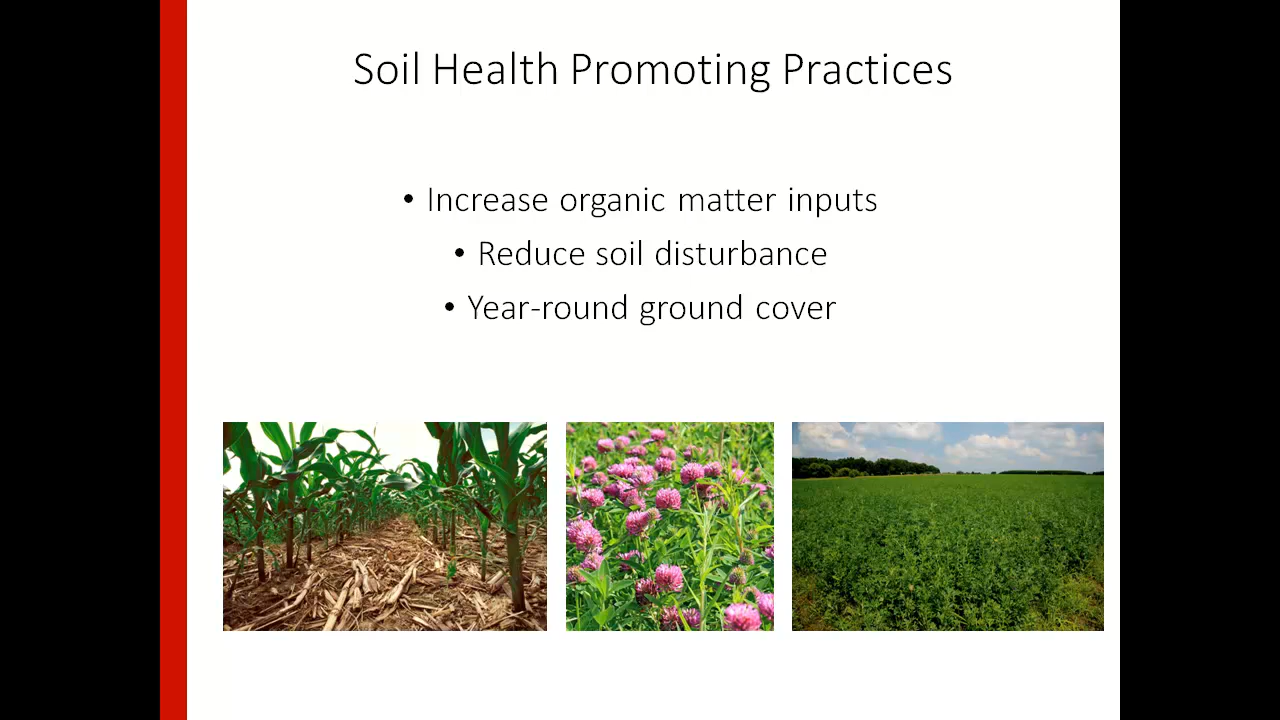 Soil Health Promoting Practices
• Increase organic matter inputs
• Reduce soil disturbance
• Year-round ground cover